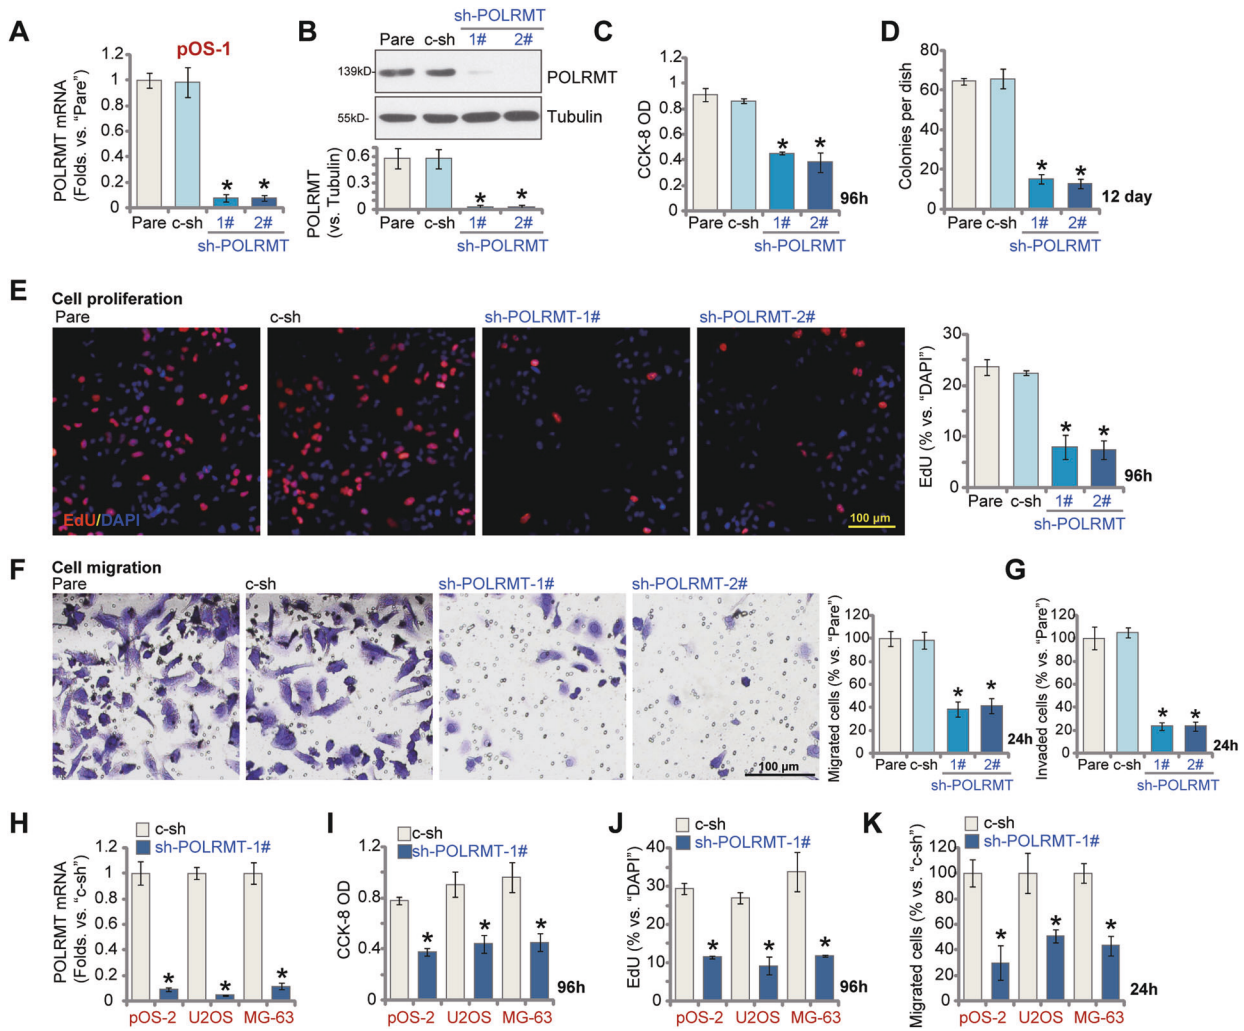 A
pOS-1
POLRMT mRNA
(Folds. vs. “Pare”)
1.2
1
0.8
0.6
0.4
0.2
0
* *
Pare c-sh 1# 2#
sh-POLRMT
B
sh-POLRMT
Pare c-sh 1# 2#
139kD-
POLRMT
55kD-
Tubulin
POLRMT
(vs. Tubulin)
0.6
0.4
0.2
0
* *
Pare c-sh 1# 2#
sh-POLRMT
C
CCK-8 OD
1.2
1
0.8
0.6
0.4
0.2
0
* *
96h
Pare c-sh 1# 2#
sh-POLRMT
D
Colonies per dish
80
60
40
20
0
* *
12 day
Pare c-sh 1# 2#
sh-POLRMT
E
Cell proliferation
Pare c-sh sh-POLRMT-1# sh-POLRMT-2#
EdU/DAPI
100 µm
EdU (% vs. “DAPI”)
30
20
10
0
* *
96h
Pare c-sh 1# 2#
sh-POLRMT
F
Cell migration
Pare c-sh sh-POLRMT-1# sh-POLRMT-2#
100 µm
Migrated cells (% vs. “Pare”)
120
100
80
60
40
20
0
* *
24h
Pare c-sh 1# 2#
sh-POLRMT
G
Invaded cells (% vs. “Pare”)
120
100
80
60
40
20
0
* *
24h
Pare c-sh 1# 2#
sh-POLRMT
H
c-sh
sh-POLRMT-1#
POLRMT mRNA
(Folds. vs. “c-sh”)
1.2
1
0.8
0.6
0.4
0.2
0
* * *
pOS-2 U2OS MG-63
I
c-sh
sh-POLRMT-1#
CCK-8 OD
1.2
0.8
0.4
0
* * *
96h
pOS-2 U2OS MG-63
J
c-sh
sh-POLRMT-1#
EdU (% vs. “DAPI”)
40
30
20
10
0
* * *
96h
pOS-2 U2OS MG-63
K
c-sh
sh-POLRMT-1#
Migrated cells (% vs. “c-sh”)
120
100
80
60
40
20
0
* * *
24h
pOS-2 U2OS MG-63